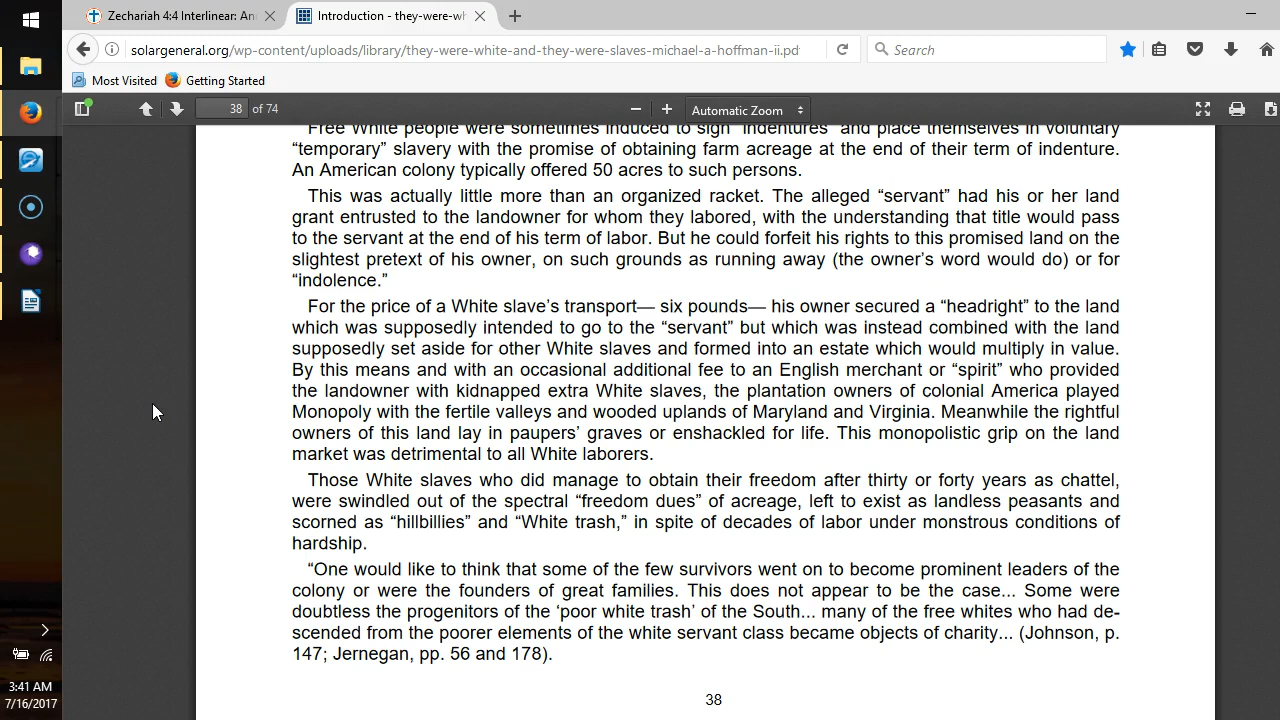 Zechariah 4:4 Interlinear: An
Introduction - they-were-wh
solargeneral.org/wp-content/uploads/library/they-were-white-and-they-were-slaves-michael-a-hoffman-ii.pd
Search
Most Visited
Getting Started
38 of 74
Automatic Zoom
Free White people were sometimes induced to sign “indentures” and place themselves in voluntary
“temporary” slavery with the promise of obtaining farm acreage at the end of their term of indenture.
An American colony typically offered 50 acres to such persons.
This was actually little more than an organized racket. The alleged “servant” had his or her land
grant entrusted to the landowner for whom they labored, with the understanding that title would pass
to the servant at the end of his term of labor. But he could forfeit his rights to this promised land on the
slightest pretext of his owner, on such grounds as running away (the owner’s word would do) or for
“indolence.”
For the price of a White slave’s transport— six pounds— his owner secured a “headright” to the land
which was supposedly intended to go to the “servant” but which was instead combined with the land
supposedly set aside for other White slaves and formed into an estate which would multiply in value.
By this means and with an occasional additional fee to an English merchant or “spirit” who provided
the landowner with kidnapped extra White slaves, the plantation owners of colonial America played
Monopoly with the fertile valleys and wooded uplands of Maryland and Virginia. Meanwhile the rightful
owners of this land lay in paupers’ graves or enshackled for life. This monopolistic grip on the land
market was detrimental to all White laborers.
Those White slaves who did manage to obtain their freedom after thirty or forty years as chattel,
were swindled out of the spectral “freedom dues” of acreage, left to exist as landless peasants and
scorned as “hillbillies” and “White trash,” in spite of decades of labor under monstrous conditions of
hardship.
“One would like to think that some of the few survivors went on to become prominent leaders of the
colony or were the founders of great families. This does not appear to be the case... Some were
doubtless the progenitors of the ‘poor white trash’ of the South... many of the free whites who had de-
scended from the poorer elements of the white servant class became objects of charity... (Johnson, p.
147; Jernegan, pp. 56 and 178).
38
3:41 AM
7/16/2017